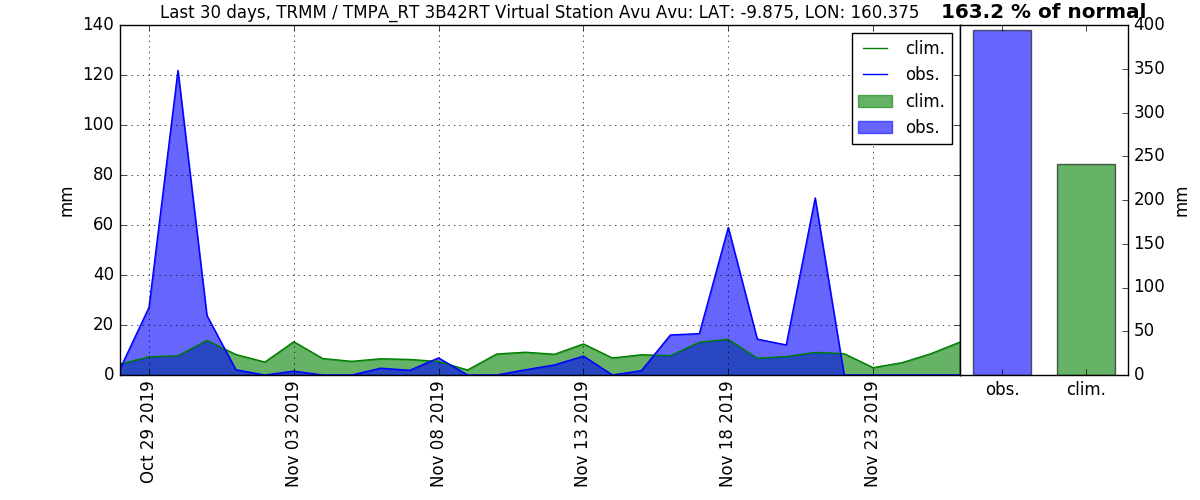 Last 30 days, TRMM / TMPA_RT 3B42RT Virtual Station Avu Avu: LAT: -9.875, LON: 160.375
163.2 % of normal
140
120
100
80
60
40
20
0
mm
clim.
obs.
clim.
obs.
Oct 29 2019
Nov 03 2019
Nov 08 2019
Nov 13 2019
Nov 18 2019
Nov 23 2019
400
350
300
250
200
150
100
50
0
mm
obs.
clim.